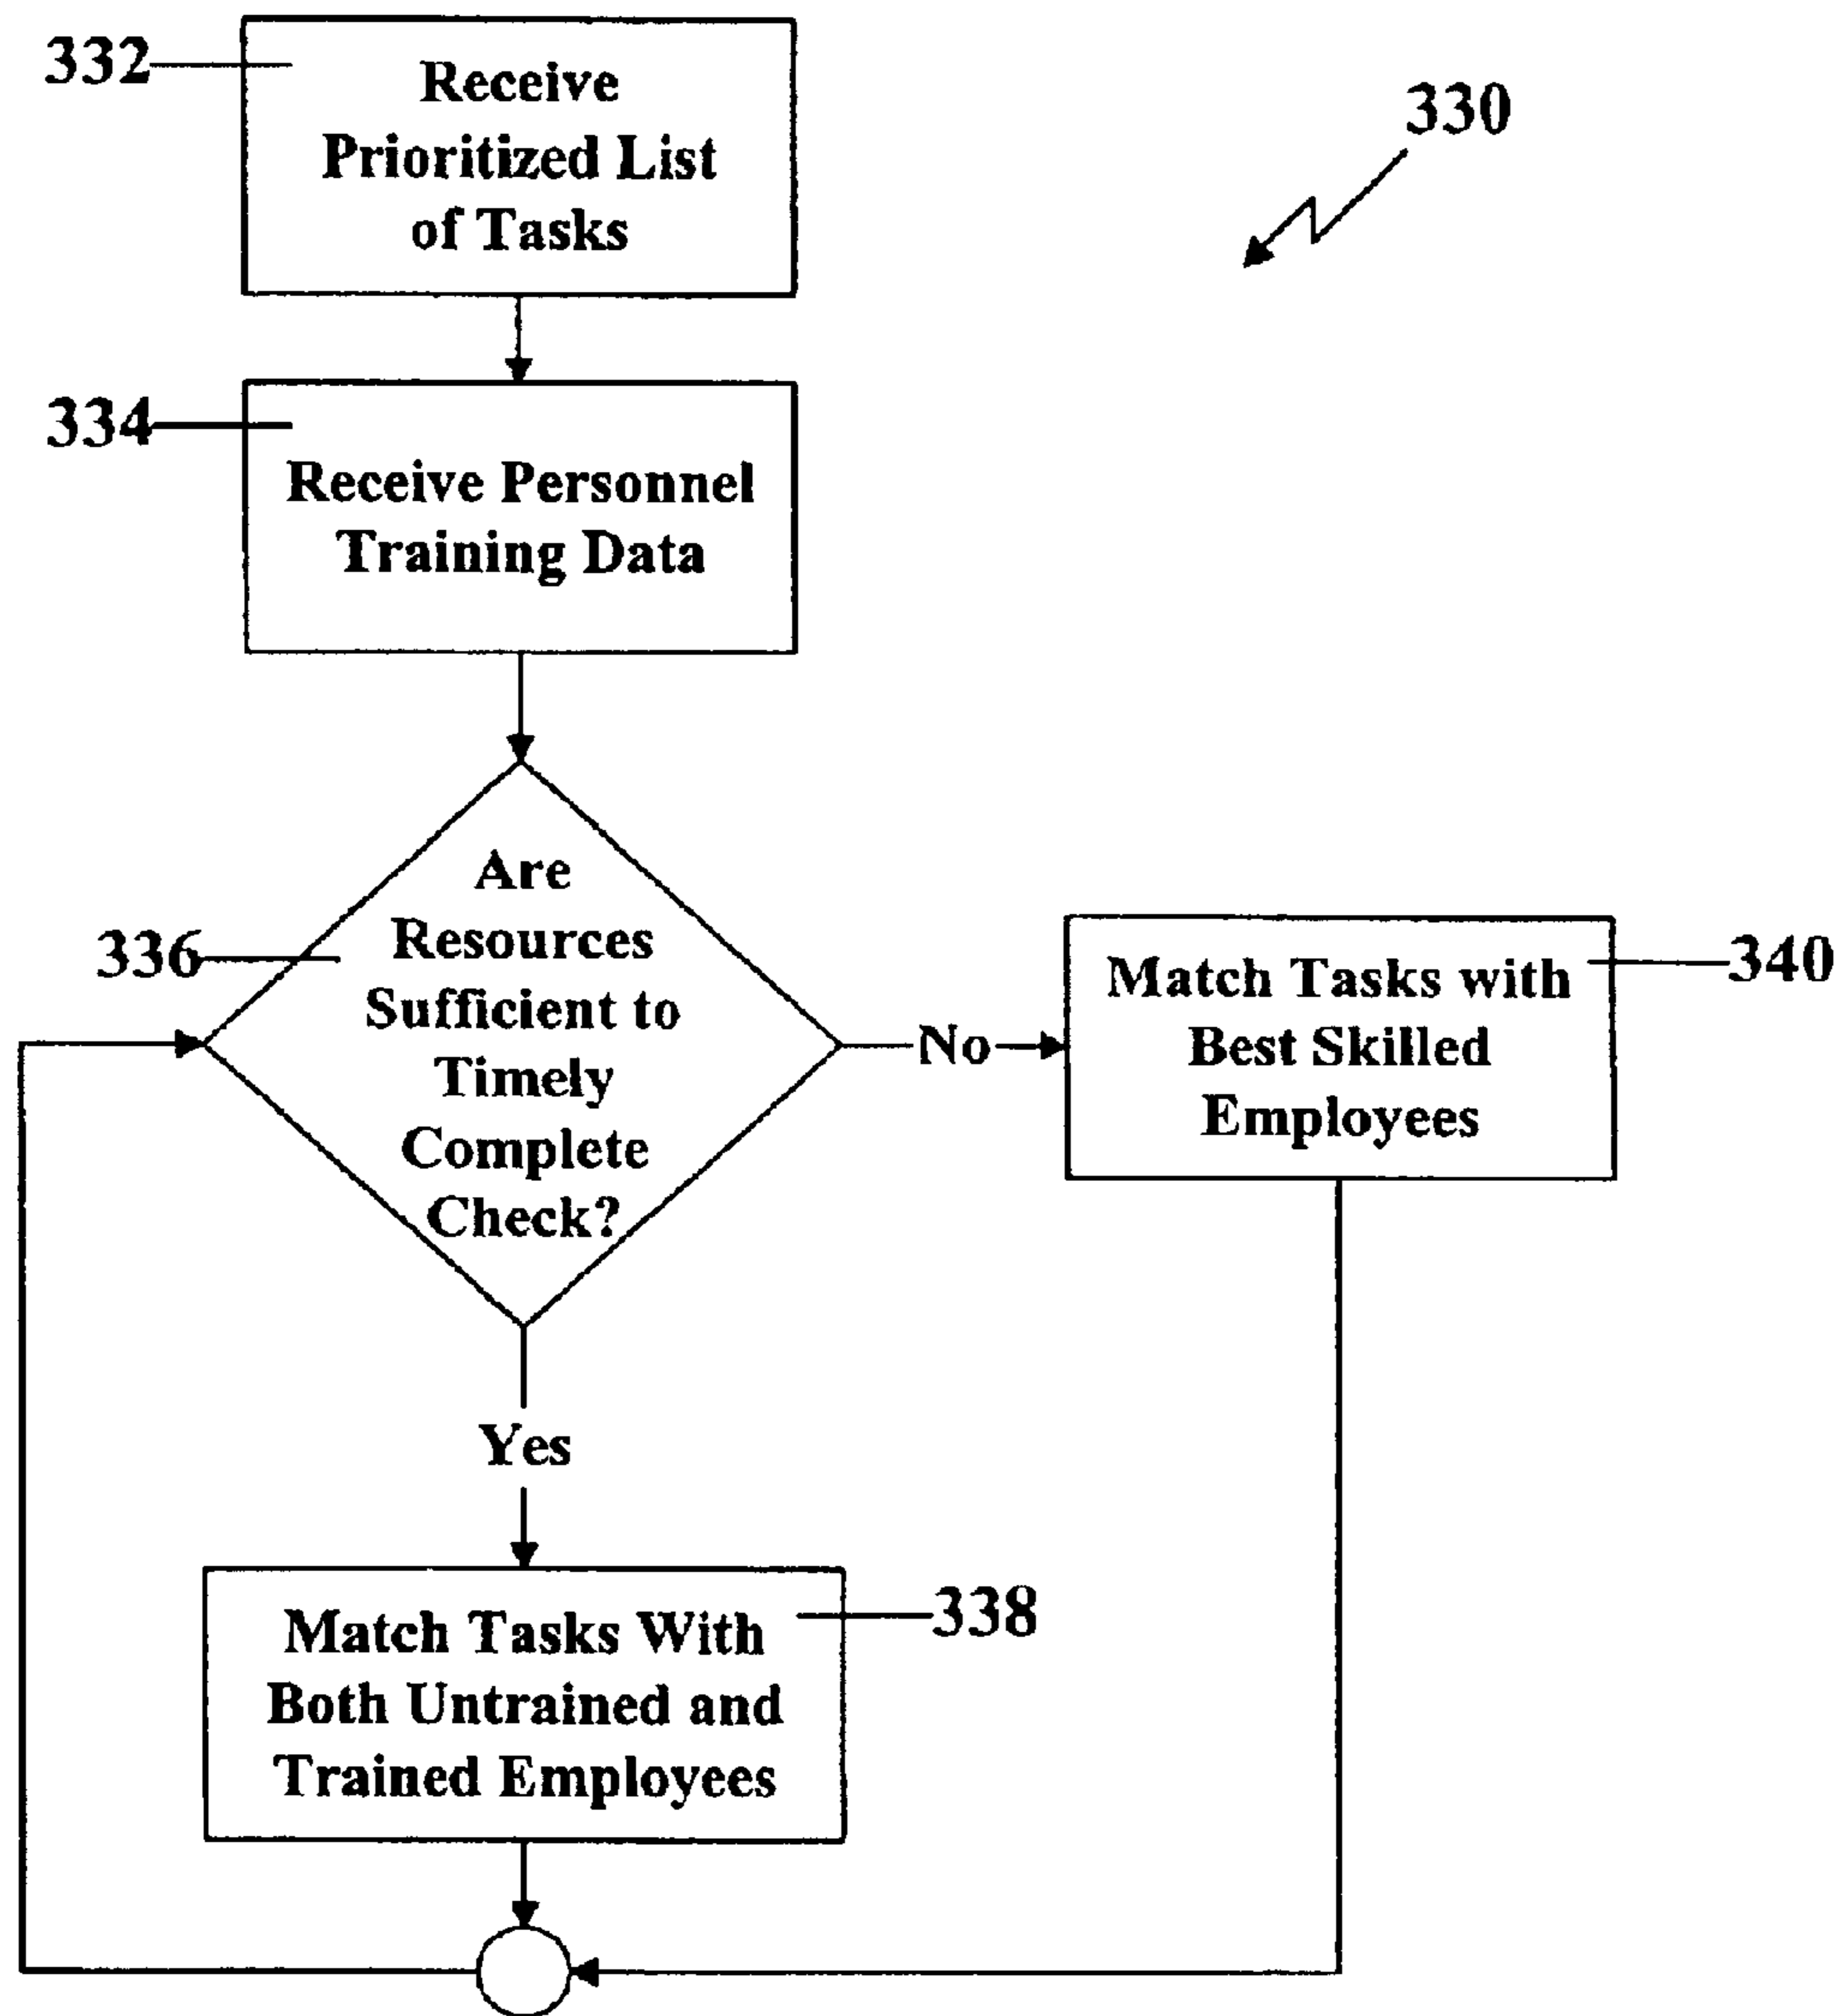 332
Receive
Prioritized List
of Tasks
330
334
Receive Personnel
Training Data
336
Are
Resources
Sufficient to
Timely
Complete
Check?
No
Match Tasks with
Best Skilled
Employees
340
Yes
Match Tasks With
Both Untrained and
Trained Employees
338